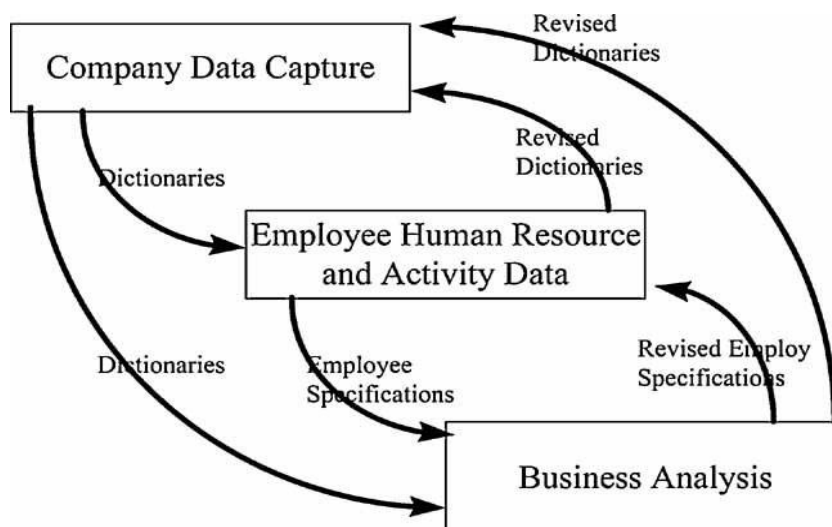 Revised
Dictionaries
Company Data Capture
Revised
Dictionaries
Dictionaries
Employee Human Resource
and Activity Data
Dictionaries
Employee
Specifications
Revised Employ
Specifications
Business Analysis